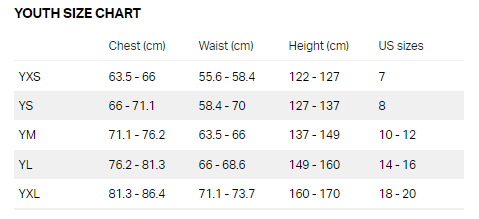 YOUTH SIZE CHART
Chest (cm) Waist (cm) Height (cm) US sizes
YXS 63.5 - 66 55.6 - 58.4 122 - 127 7
YS 66 - 71.1 58.4 - 70 127 - 137 8
YM 71.1 - 76.2 63.5 - 66 137 - 149 10 - 12
YL 76.2 - 81.3 66 - 68.6 149 - 160 14 - 16
YXL 81.3 - 86.4 71.1 - 73.7 160 - 170 18 - 20